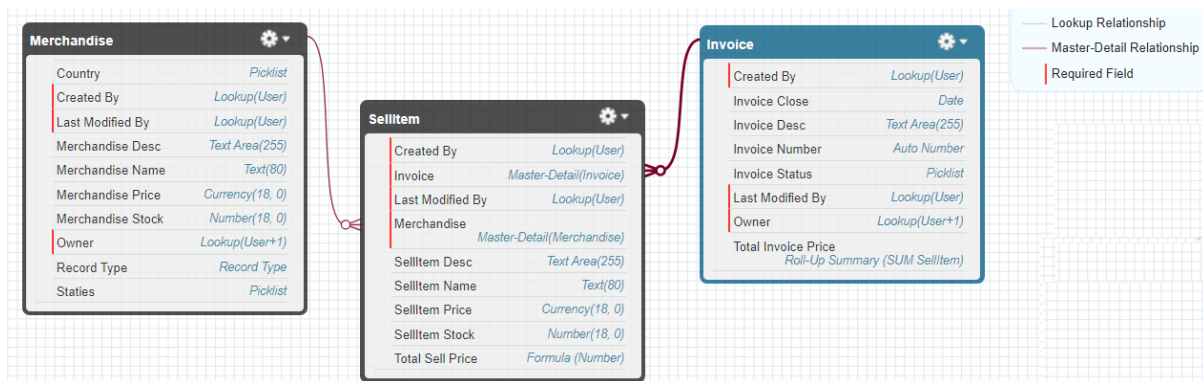 Merchandise
Country Picklist
Created By Lookup(User)
Last Modified By Lookup(User)
Merchandise Desc Text Area(255)
Merchandise Name Text(80)
Merchandise Price Currency(18, 0)
Merchandise Stock Number(18, 0)
Owner Lookup(User+1)
Record Type Record Type
Staties Picklist
SellItem
Created By Lookup(User)
Invoice Master-Detail(Invoice)
Last Modified By Lookup(User)
Merchandise
Master-Detail(Merchandise)
SellItem Desc Text Area(255)
SellItem Name Text(80)
SellItem Price Currency(18, 0)
SellItem Stock Number(18, 0)
Total Sell Price Formula (Number)
Invoice
Created By Lookup(User)
Invoice Close Date
Invoice Desc Text Area(255)
Invoice Number Auto Number
Invoice Status Picklist
Last Modified By Lookup(User)
Owner Lookup(User+1)
Total Invoice Price
Roll-Up Summary (SUM SellItem)
Lookup Relationship
Master-Detail Relationship
Required Field